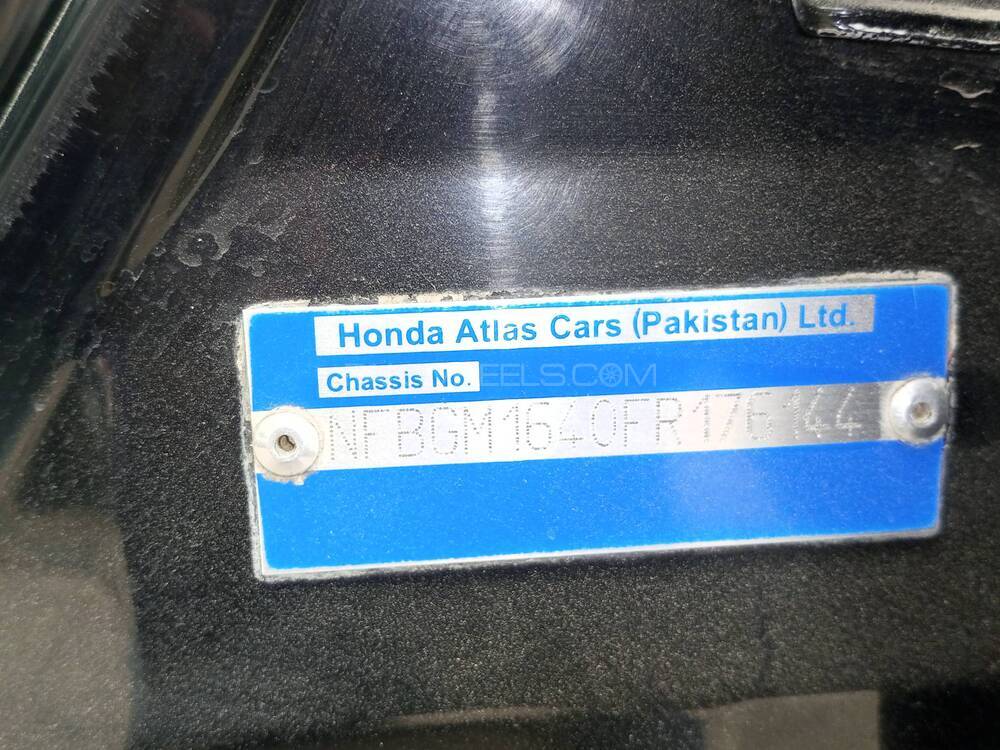 Honda Atlas Cars (Pakistan) Ltd.
Chassis No.
NFBGM1640FR176144